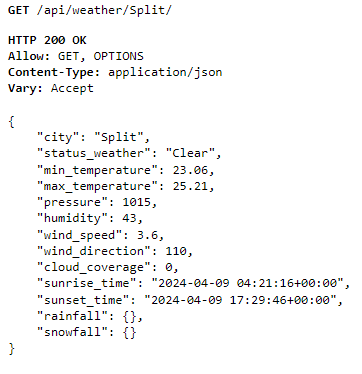 GET /api/weather/Split/
HTTP 200 OK
Allow: GET, OPTIONS
Content-Type: application/json
Vary: Accept
{
    "city": "Split",
    "status_weather": "Clear",
    "min_temperature": 23.06,
    "max_temperature": 25.21,
    "pressure": 1015,
    "humidity": 43,
    "wind_speed": 3.6,
    "wind_direction": 110,
    "cloud_coverage": 0,
    "sunrise_time": "2024-04-09 04:21:16+00:00",
    "sunset_time": "2024-04-09 17:29:46+00:00",
    "rainfall": {},
    "snowfall": {}
}